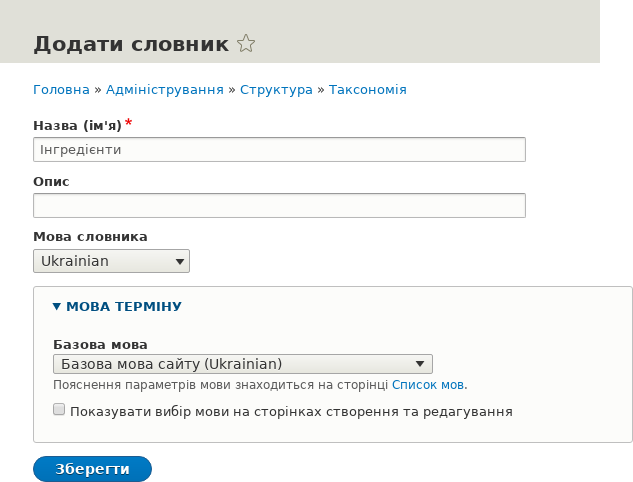 Додати словник
Головна » Адміністрування » Структура » Таксономія
Назва (ім'я)*
Інгредієнти
Опис
Мова словника
Ukrainian
МОВА ТЕРМІНУ
Базова мова
Базова мова сайту (Ukrainian)
Пояснення параметрів мови знаходиться на сторінці Список мов.
Показувати вибір мови на сторінках створення та редагування
Зберегти